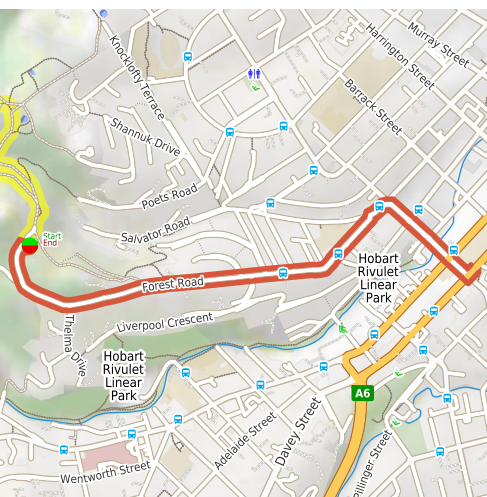 Murray Street
Harrington Street
Knocklofty Terrace
Barrack Street
Shannuk Drive
Poets Road
Salvator Road
Start
End
Hobart
Rivulet
Linear
Park
Forest Road
Liverpool Crescent
Thelma Drive
Hobart
Rivulet
Linear
Park
A6
Davey Street
Adelaide Street
Wentworth Street
pillinger Street